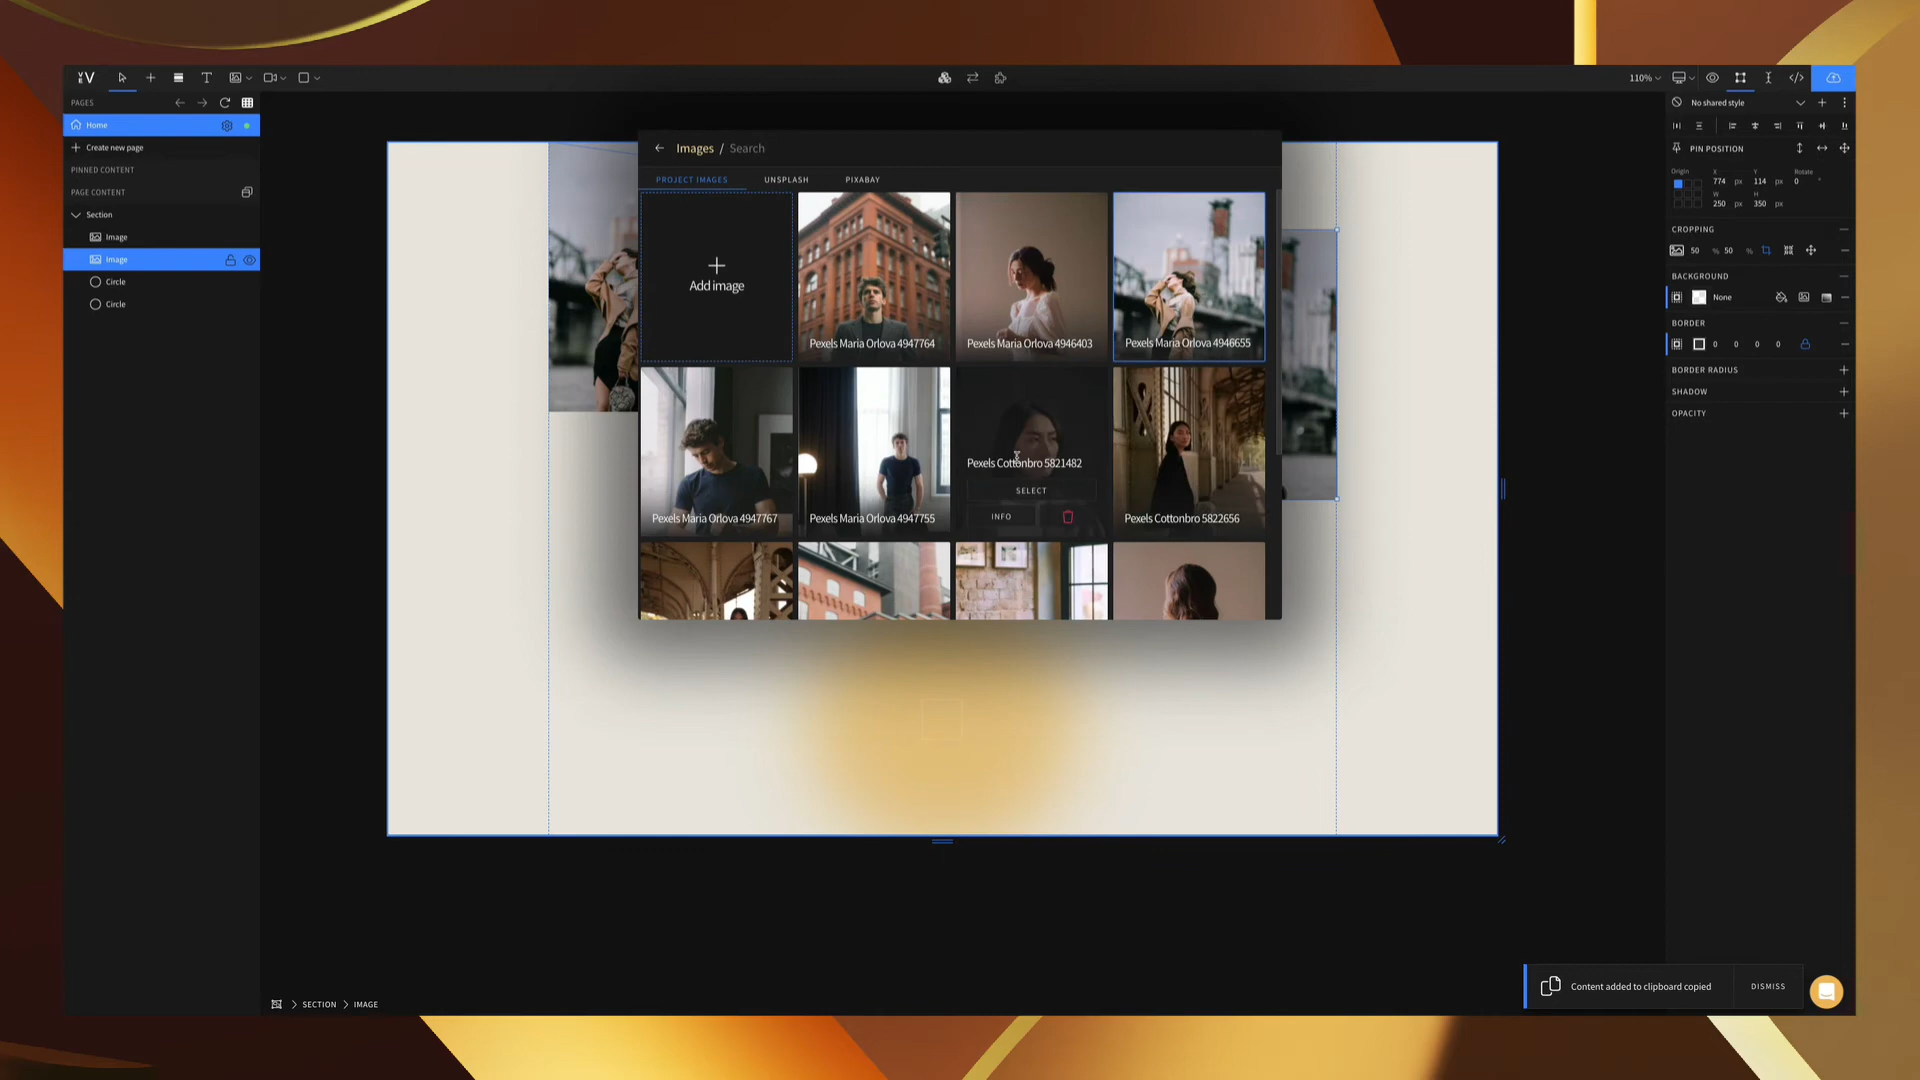 110%
PAGES
Home
Create new page
PINNED CONTENT
PAGE CONTENT
Section
Image
Image
Circle
Circle
Images / Search
PROJECT IMAGES
UNSPLASH
PIXABAY
Add image
Pexels Maria Orlova 4947764
Pexels Maria Orlova 4946403
Pexels Maria Orlova 4946655
Pexels Maria Orlova 4947767
Pexels Maria Orlova 4947755
Pexels Cottonbro 5821482
SELECT
INFO
Pexels Cottonbro 5822656
No shared style
PIN POSITION
Origin X Y Rotate
774 px 114 px 0 °
W H
250 px 350 px
CROPPING
50 % 50 %
BACKGROUND
None
BORDER
0 0 0 0
BORDER RADIUS
SHADOW
OPACITY
SECTION IMAGE
Content added to clipboard copied
DISMISS